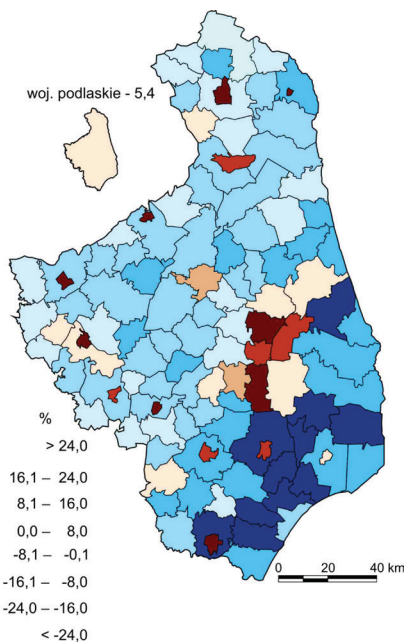 woj. podlaskie - 5,4
%
> 24,0
16,1 – 24,0
8,1 – 16,0
0,0 – 8,0
-8,1 – -0,1
-16,1 – -8,0
-24,0 – -16,0
< -24,0
0 20 40 km